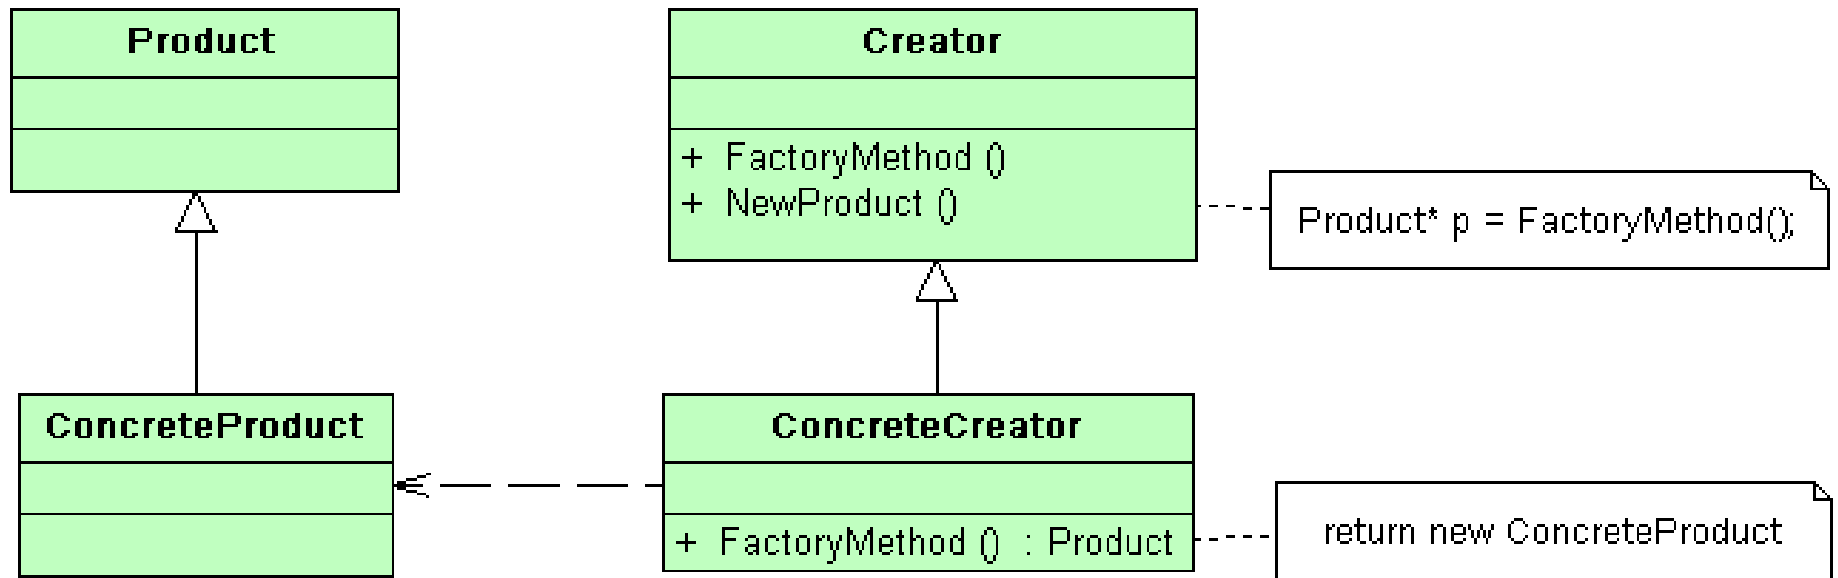 Product
Creator
+ FactoryMethod ()
+ NewProduct ()
Product* p = FactoryMethod();
ConcreteProduct
ConcreteCreator
+ FactoryMethod () : Product
return new ConcreteProduct